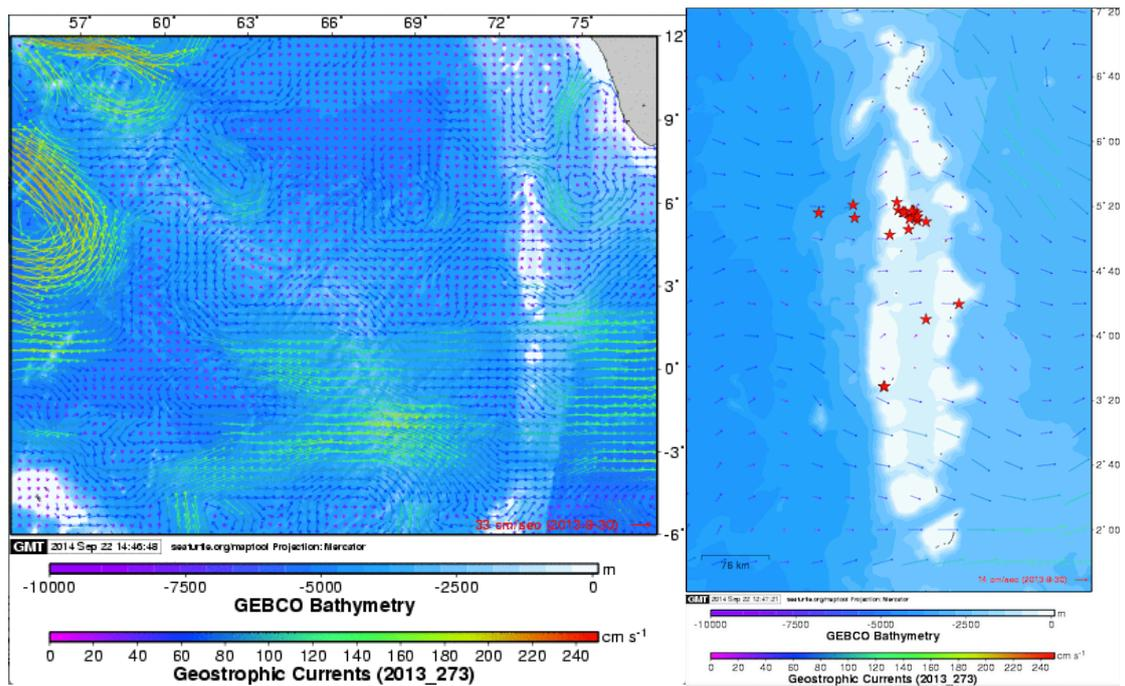 57˚ 60˚ 63˚ 66˚ 69˚ 72˚ 75˚
12˚
9˚
6˚
3˚
0˚
-3˚
-6˚
33 cm/sec (2013-9-30)
GMT 2014 Sep 22 14:46:48 seaturtle.org/maptool Projection: Mercator
m
-10000 -7500 -5000 -2500 0
GEBCO Bathymetry
cm s-1
0 20 40 60 80 100 120 140 160 180 200 220 240
Geostrophic Currents (2013_273)
7˚20
6˚40
6˚00
5˚20
4˚40
4˚00
3˚20
2˚40
2˚00
76 km
14 cm/sec (2013-9-30)
GMT 2014 Sep 22 12:47:21 seaturtle.org/maptool Projection: Mercator
m
-10000 -7500 -5000 -2500 0
GEBCO Bathymetry
cm s-1
0 20 40 60 80 100 120 140 160 180 200 220 240
Geostrophic Currents (2013_273)